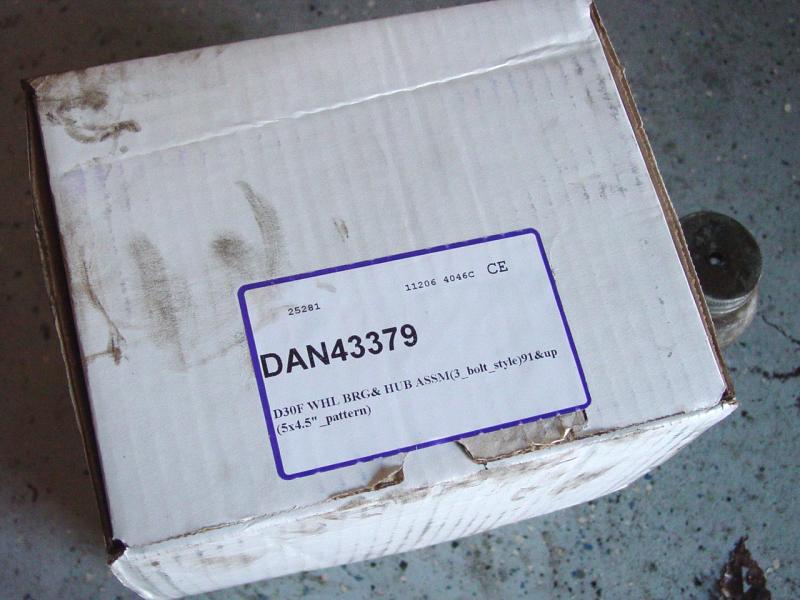 25281 11206 4046C CE
DAN43379
D30F WHL BRG& HUB ASSM(3_bolt_style)91&up
(5x4.5"_pattern)